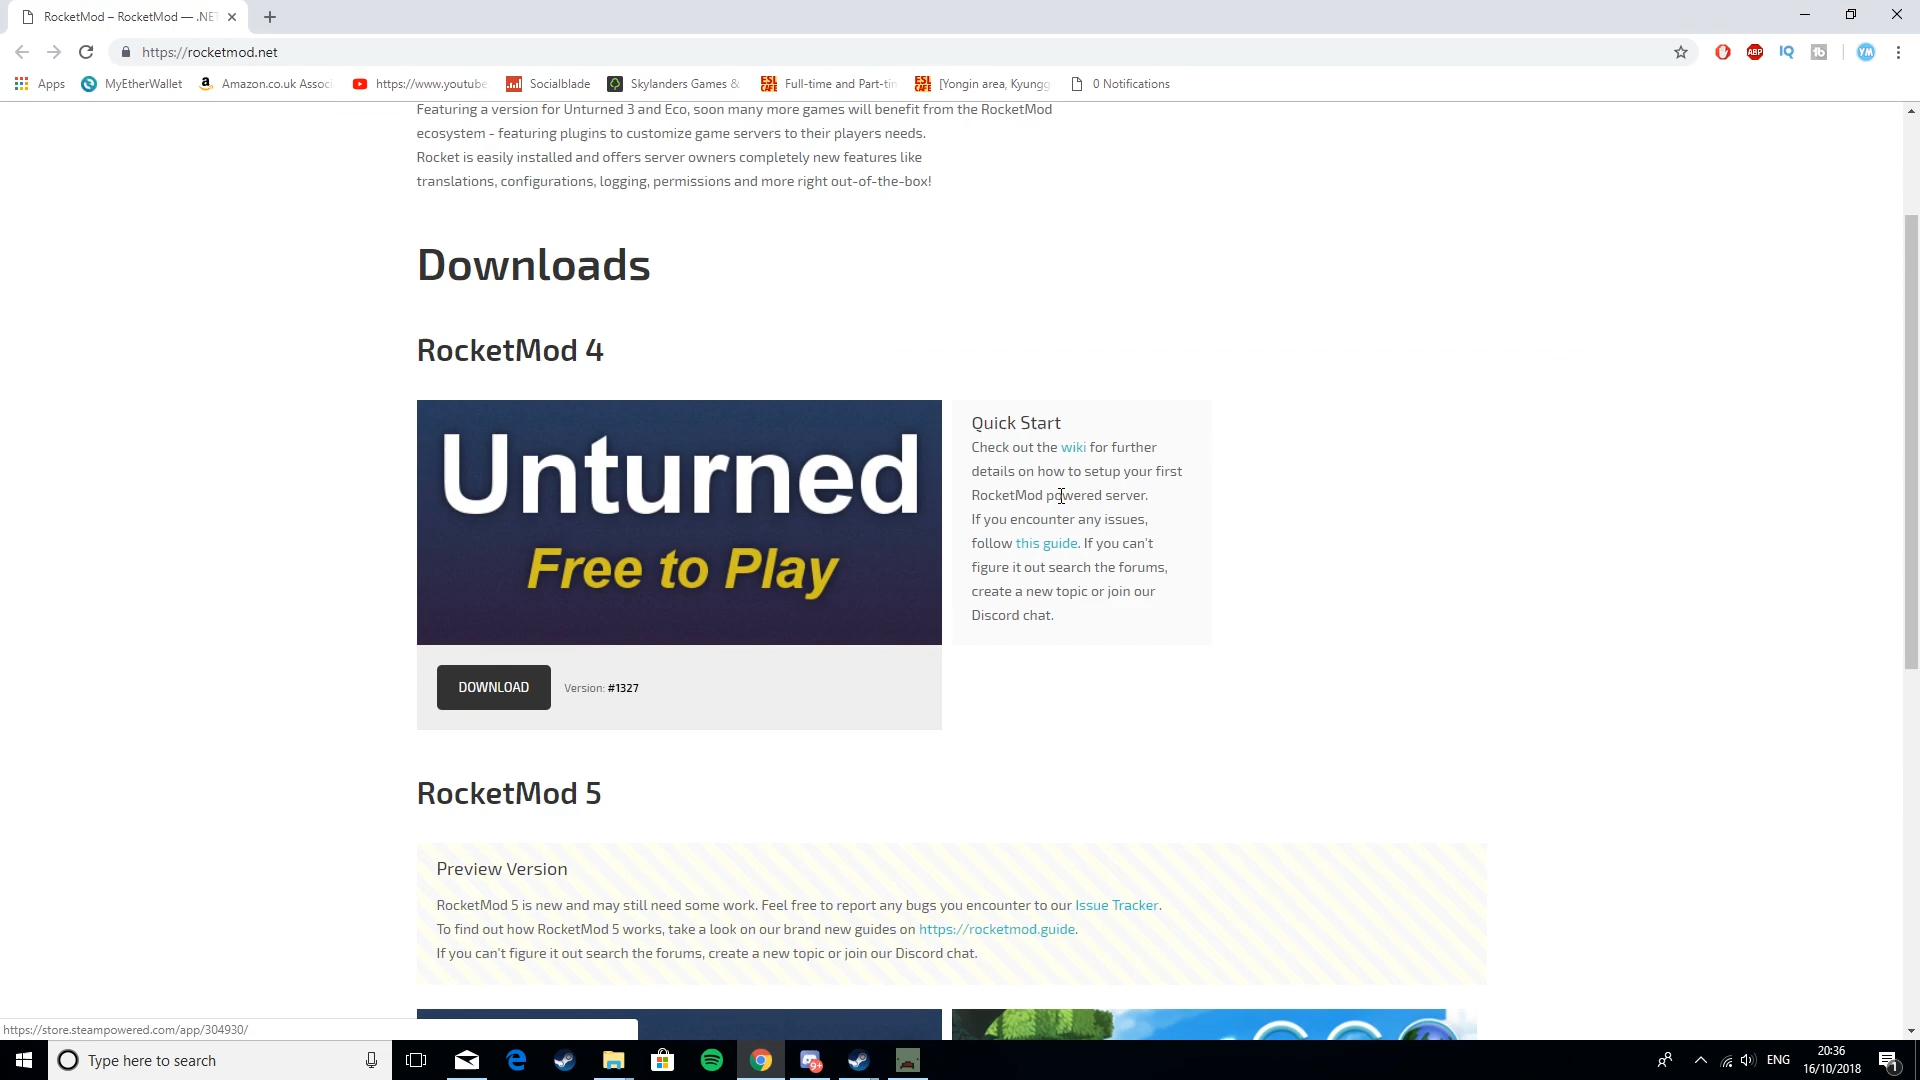 RocketMod – RocketMod — .NET
https://rocketmod.net
Apps
MyEtherWallet
Amazon.co.uk Associ
https://www.youtube
Socialblade
Skylanders Games &
Full-time and Part-tin
[Yongin area, Kyungg
0 Notifications
Featuring a version for Unturned 3 and Eco, soon many more games will benefit from the RocketMod
ecosystem - featuring plugins to customize game servers to their players needs.
Rocket is easily installed and offers server owners completely new features like
translations, configurations, logging, permissions and more right out-of-the-box!
Downloads
RocketMod 4
Unturned
Free to Play
Quick Start
Check out the wiki for further
details on how to setup your first
RocketMod powered server.
If you encounter any issues,
follow this guide. If you can't
figure it out search the forums,
create a new topic or join our
Discord chat.
DOWNLOAD
Version: #1327
RocketMod 5
Preview Version
RocketMod 5 is new and may still need some work. Feel free to report any bugs you encounter to our Issue Tracker.
To find out how RocketMod 5 works, take a look on our brand new guides on https://rocketmod.guide.
If you can't figure it out search the forums, create a new topic or join our Discord chat.
https://store.steampowered.com/app/304930/
Type here to search
ENG
20:36
16/10/2018